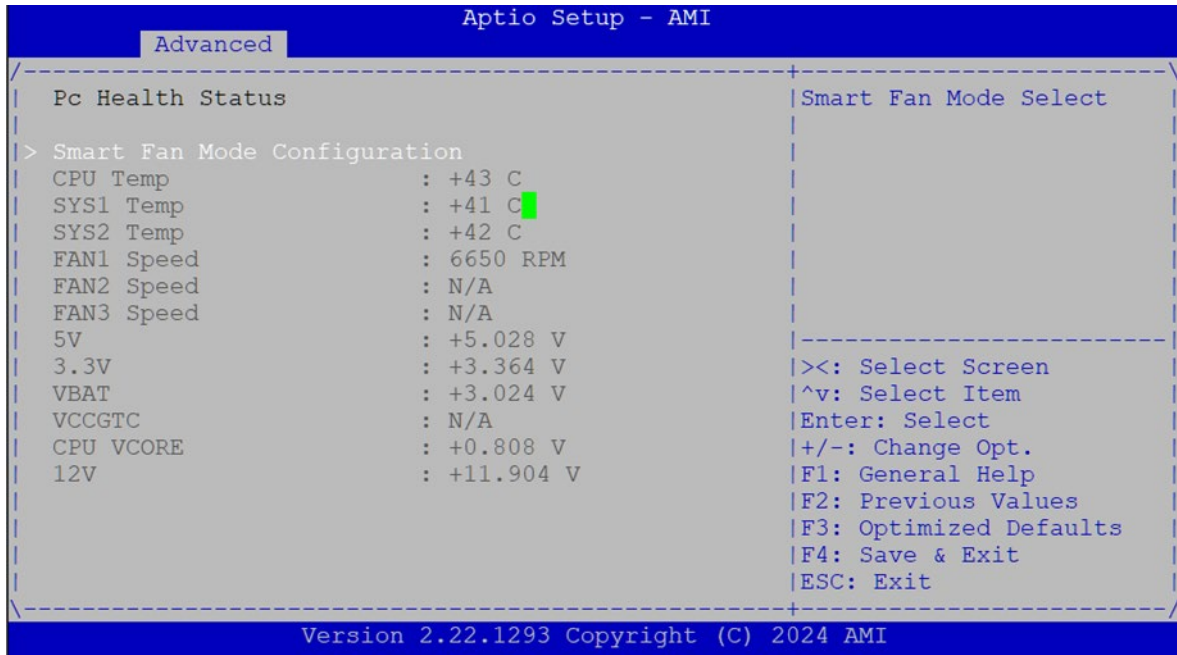 Aptio Setup - AMI
Advanced
Pc Health Status
Smart Fan Mode Select
> Smart Fan Mode Configuration
CPU Temp : +43 C
SYS1 Temp : +41 C
SYS2 Temp : +42 C
FAN1 Speed : 6650 RPM
FAN2 Speed : N/A
FAN3 Speed : N/A
5V : +5.028 V
3.3V : +3.364 V
VBAT : +3.024 V
VCCGTC : N/A
CPU VCORE : +0.808 V
12V : +11.904 V
><: Select Screen
^v: Select Item
Enter: Select
+/-: Change Opt.
F1: General Help
F2: Previous Values
F3: Optimized Defaults
F4: Save & Exit
ESC: Exit
Version 2.22.1293 Copyright (C) 2024 AMI